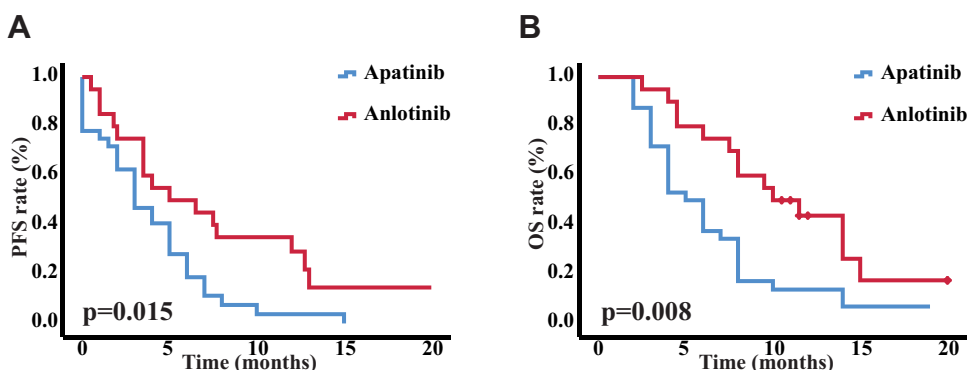 A
PFS rate (%)
1.0
0.8
0.6
0.4
0.2
0.0
Apatinib
Anlotinib
p=0.015
0 5 10 15 20
Time (months)
B
OS rate (%)
1.0
0.8
0.6
0.4
0.2
0.0
Apatinib
Anlotinib
p=0.008
0 5 10 15 20
Time (months)